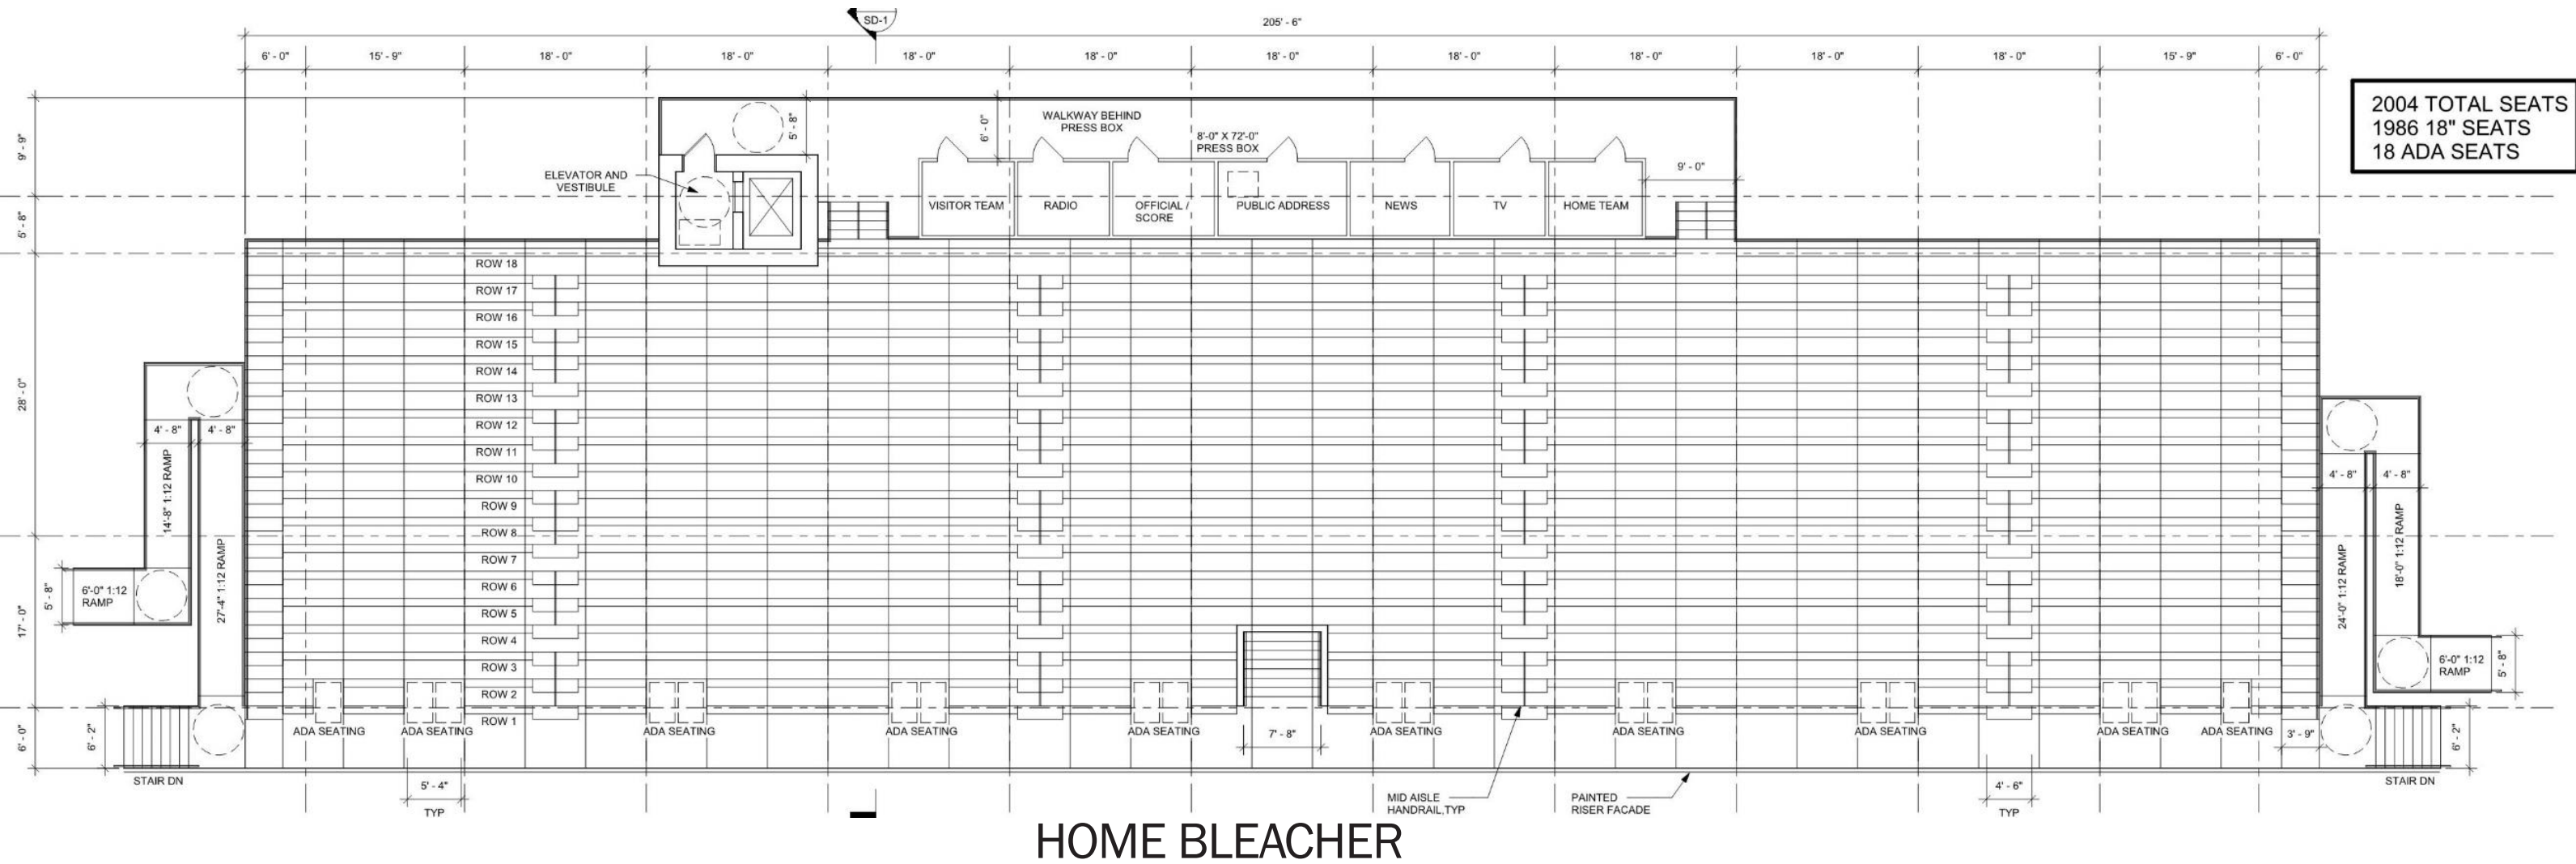 SD-1
205' - 6"
6' - 0"
15' - 9"
18' - 0"
18' - 0"
18' - 0"
18' - 0"
18' - 0"
18' - 0"
18' - 0"
18' - 0"
18' - 0"
15' - 9"
6' - 0"
2004 TOTAL SEATS
1986 18" SEATS
18 ADA SEATS
9' - 9"
5' - 8"
28' - 0"
17' - 0"
6' - 0"
5' - 8"
6' - 0"
WALKWAY BEHIND
PRESS BOX
8'-0" X 72'-0"
PRESS BOX
9' - 0"
ELEVATOR AND
VESTIBULE
VISITOR TEAM
RADIO
OFFICIAL /
SCORE
PUBLIC ADDRESS
NEWS
TV
HOME TEAM
ROW 18
ROW 17
ROW 16
ROW 15
ROW 14
ROW 13
ROW 12
ROW 11
ROW 10
ROW 9
ROW 8
ROW 7
ROW 6
ROW 5
ROW 4
ROW 3
ROW 2
ROW 1
4' - 8"
4' - 8"
14'-8" 1:12 RAMP
27'-4" 1:12 RAMP
5' - 8"
6'-0" 1:12
RAMP
6' - 2"
STAIR DN
4' - 8"
4' - 8"
24'-0" 1:12 RAMP
18'-0" 1:12 RAMP
6'-0" 1:12
RAMP
5' - 8"
6' - 2"
STAIR DN
ADA SEATING
ADA SEATING
ADA SEATING
ADA SEATING
ADA SEATING
ADA SEATING
ADA SEATING
ADA SEATING
ADA SEATING
ADA SEATING
7' - 8"
3' - 9"
5' - 4"
TYP
MID AISLE
HANDRAIL,TYP
PAINTED
RISER FACADE
4' - 6"
TYP
HOME BLEACHER